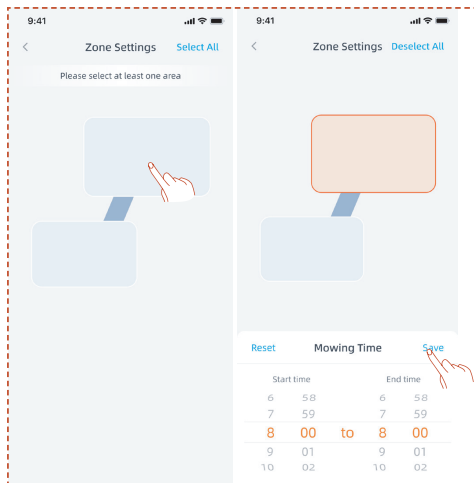 9:41
Zone Settings Select All
Please select at least one area
9:41
Zone Settings Deselect All
Reset Mowing Time Save
Start time End time
6 58 6 58
7 59 7 59
8 00 to 8 00
9 01 9 01
10 02 10 02